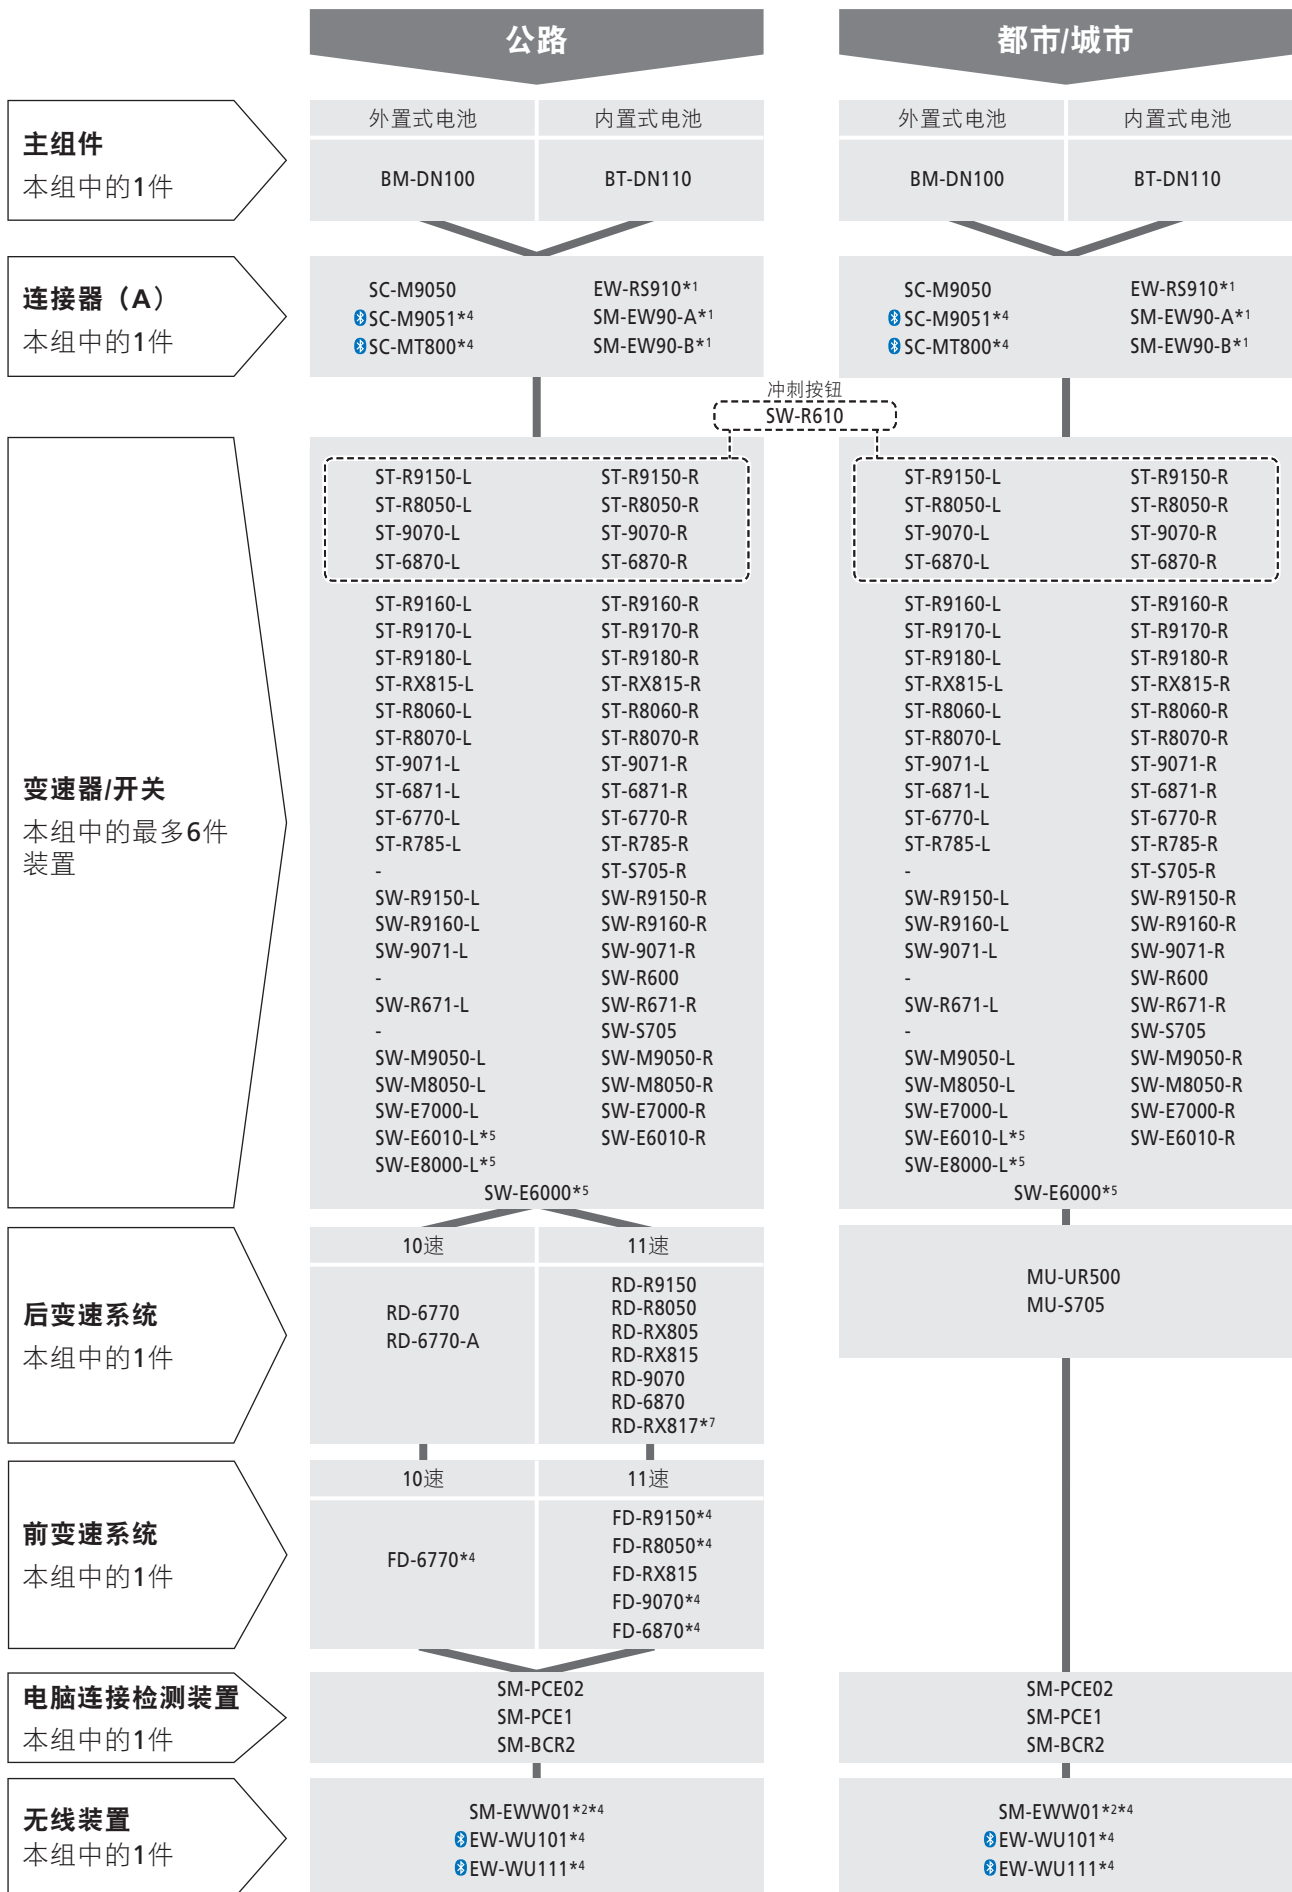 公路 都市/城市
外置式电池 内置式电池 外置式电池 内置式电池
主组件
本组中的1件
BM-DN100 BT-DN110 BM-DN100 BT-DN110
连接器（A）
本组中的1件
SC-M9050 EW-RS910*1 SC-M9050 EW-RS910*1
SC-M9051*4 SM-EW90-A*1 SC-M9051*4 SM-EW90-A*1
SC-MT800*4 SM-EW90-B*1 SC-MT800*4 SM-EW90-B*1
冲刺按钮
SW-R610
变速器/开关
本组中的最多6件
装置
ST-R9150-L ST-R9150-R ST-R9150-L ST-R9150-R
ST-R8050-L ST-R8050-R ST-R8050-L ST-R8050-R
ST-9070-L ST-9070-R ST-9070-L ST-9070-R
ST-6870-L ST-6870-R ST-6870-L ST-6870-R
ST-R9160-L ST-R9160-R ST-R9160-L ST-R9160-R
ST-R9170-L ST-R9170-R ST-R9170-L ST-R9170-R
ST-R9180-L ST-R9180-R ST-R9180-L ST-R9180-R
ST-RX815-L ST-RX815-R ST-RX815-L ST-RX815-R
ST-R8060-L ST-R8060-R ST-R8060-L ST-R8060-R
ST-R8070-L ST-R8070-R ST-R8070-L ST-R8070-R
ST-9071-L ST-9071-R ST-9071-L ST-9071-R
ST-6871-L ST-6871-R ST-6871-L ST-6871-R
ST-6770-L ST-6770-R ST-6770-L ST-6770-R
ST-R785-L ST-R785-R ST-R785-L ST-R785-R
- ST-S705-R - ST-S705-R
SW-R9150-L SW-R9150-R SW-R9150-L SW-R9150-R
SW-R9160-L SW-R9160-R SW-R9160-L SW-R9160-R
SW-9071-L SW-9071-R SW-9071-L SW-9071-R
- SW-R600 - SW-R600
SW-R671-L SW-R671-R SW-R671-L SW-R671-R
- SW-S705 - SW-S705
SW-M9050-L SW-M9050-R SW-M9050-L SW-M9050-R
SW-M8050-L SW-M8050-R SW-M8050-L SW-M8050-R
SW-E7000-L SW-E7000-R SW-E7000-L SW-E7000-R
SW-E6010-L*5 SW-E6010-R SW-E6010-L*5 SW-E6010-R
SW-E8000-L*5 SW-E8000-L*5
SW-E6000*5 SW-E6000*5
后变速系统
本组中的1件
10速 11速
RD-6770
RD-6770-A
RD-R9150
RD-R8050
RD-RX805
RD-RX815
RD-9070
RD-6870
RD-RX817*7
MU-UR500
MU-S705
前变速系统
本组中的1件
10速 11速
FD-6770*4
FD-R9150*4
FD-R8050*4
FD-RX815
FD-9070*4
FD-6870*4
电脑连接检测装置
本组中的1件
SM-PCE02 SM-PCE02
SM-PCE1 SM-PCE1
SM-BCR2 SM-BCR2
无线装置
本组中的1件
SM-EWW01*2*4 SM-EWW01*2*4
EW-WU101*4 EW-WU101*4
EW-WU111*4 EW-WU111*4